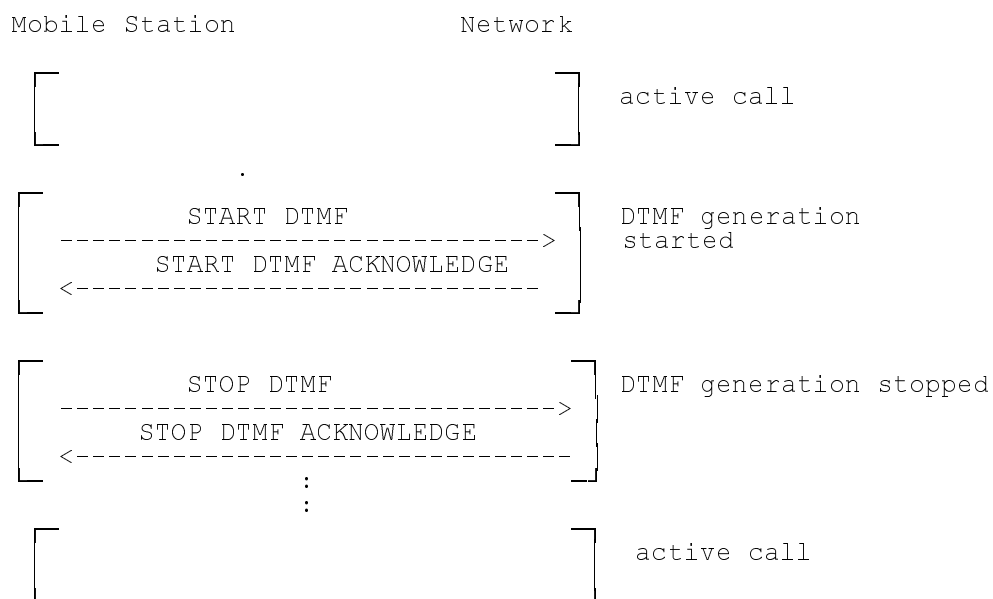 Mobile Station Network
active call
.
START DTMF DTMF generation
------------------------------> started
START DTMF ACKNOWLEDGE
<-----------------------------
STOP DTMF DTMF generation stopped
------------------------------->
STOP DTMF ACKNOWLEDGE
<-------------------------------
:
:
active call